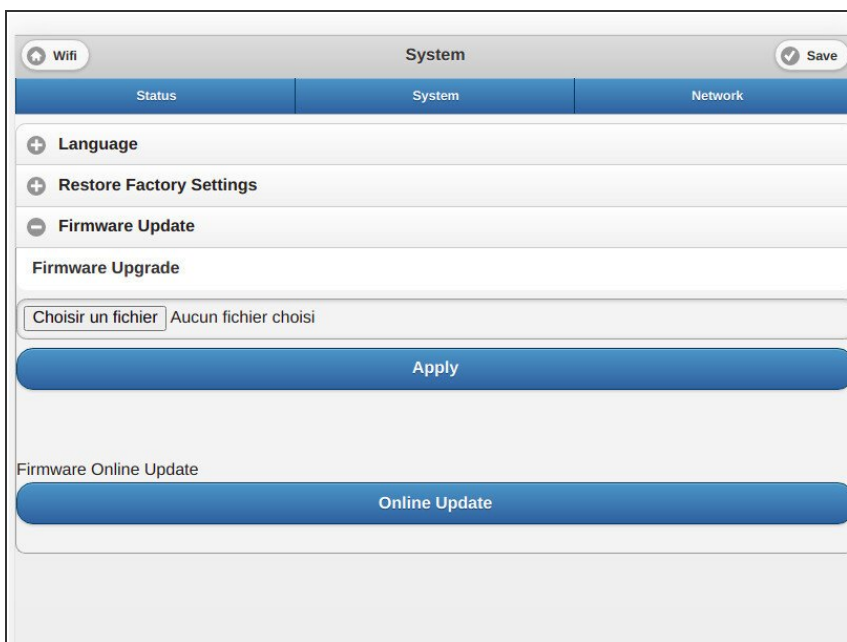 Wifi System Save
Status System Network
Language
Restore Factory Settings
Firmware Update
Firmware Upgrade
Choisir un fichier Aucun fichier choisi
Apply
Firmware Online Update
Online Update